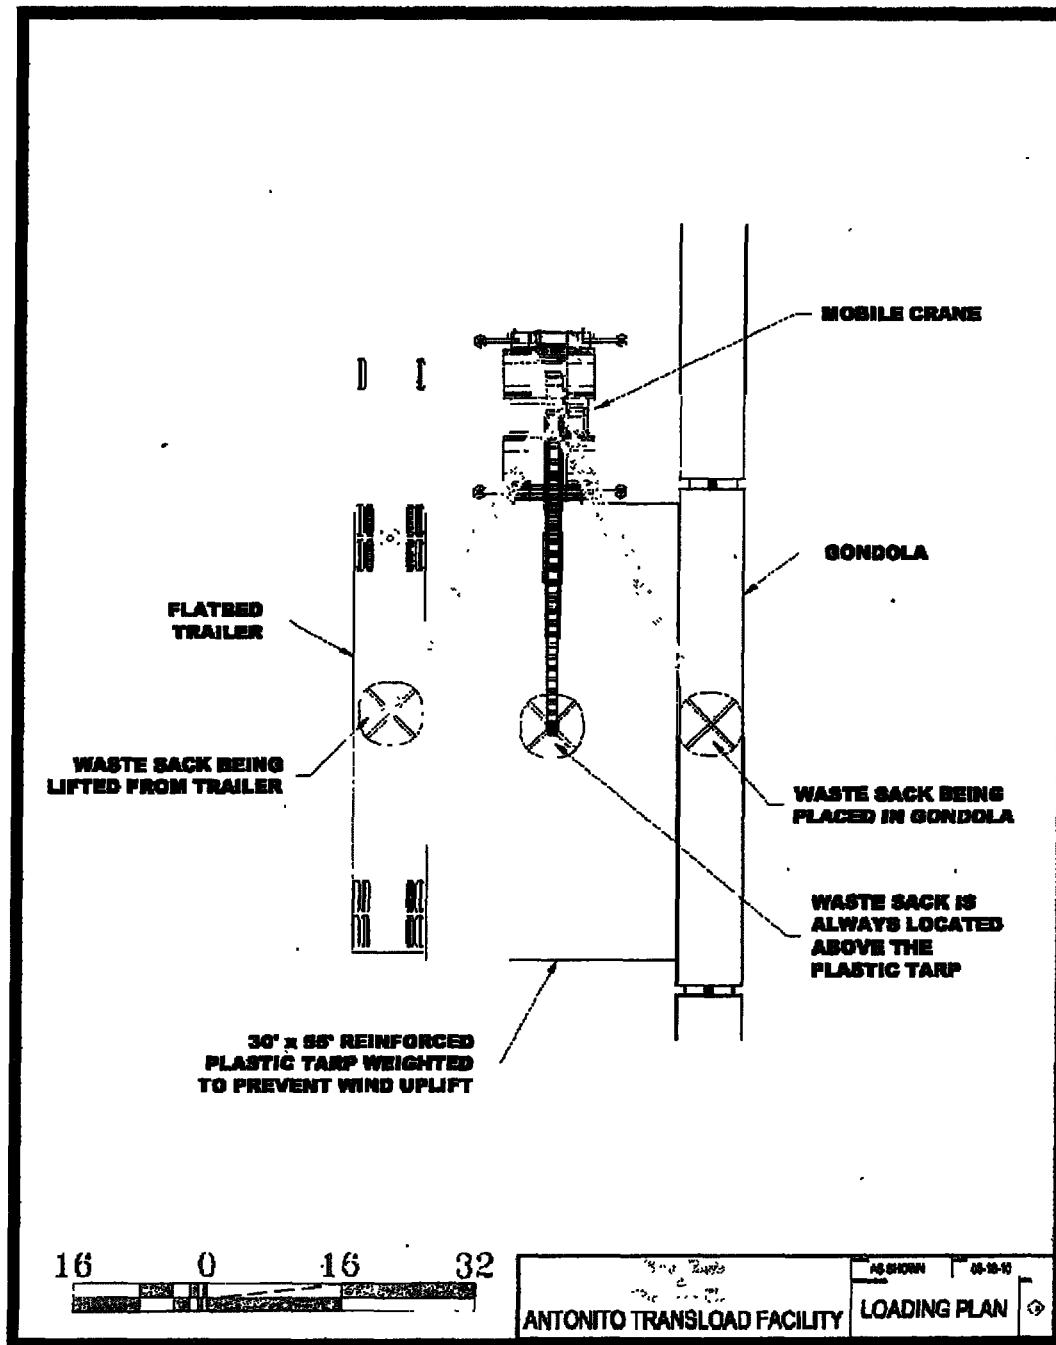 MOBILE CRANE
GONDOLA
FLATBED
TRAILER
WASTE SACK BEING
LIFTED FROM TRAILER
WASTE SACK BEING
PLACED IN GONDOLA
WASTE SACK IS
ALWAYS LOCATED
ABOVE THE
PLASTIC TARP
30' x 55' REINFORCED
PLASTIC TARP WEIGHTED
TO PREVENT WIND UPLIFT
16 0 16 32
AS SHOWN
ANTONITO TRANSLOAD FACILITY
LOADING PLAN